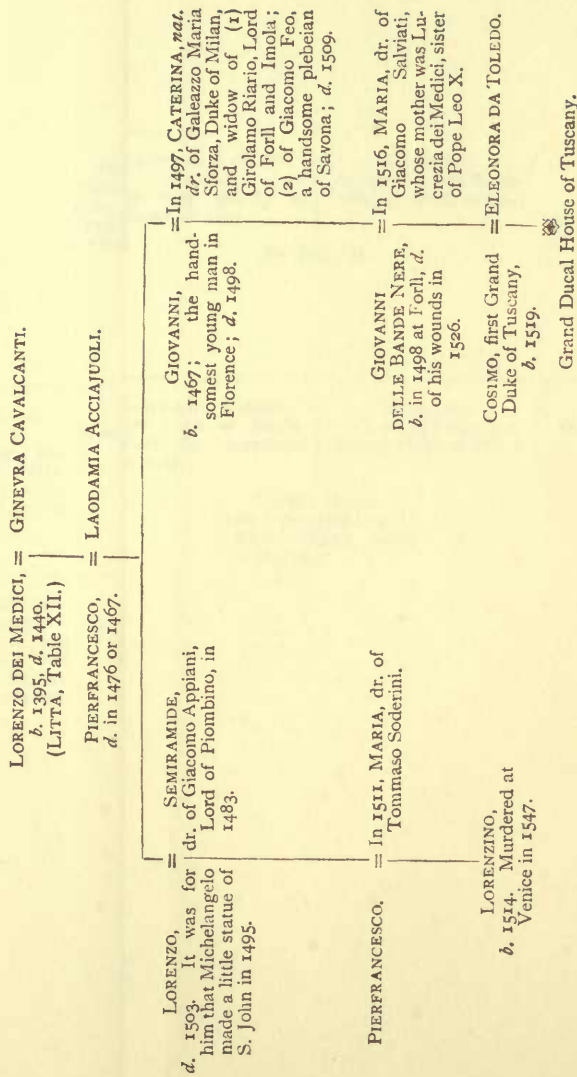 LORENZO DEI MEDICI, = GINEVRA CAVALCANTI.
b. 1395, d. 1440.
(LITTA, Table XII.)
PIERFRANCESCO, = LAODAMIA ACCIAJUOLI.
d. in 1476 or 1467.
LORENZO,
d. 1503. It was for
him that Michelangelo
made a little statue of
S. John in 1495.
= SEMIRAMIDE,
dr. of Giacomo Appiani,
Lord of Piombino, in
1483.
GIOVANNI,
b. 1467; the hand-
somest young man in
Florence; d. 1498.
= In 1497, CATERINA, nat.
dr. of Galeazzo Maria
Sforza, Duke of Milan,
and widow of (1)
Girolamo Riario, Lord
of Forlì and Imola;
(2) of Giacomo Feo,
a handsome plebeian
of Savona; d. 1509.
PIERFRANCESCO.
= In 1511, MARIA, dr. of
Tommaso Soderini.
GIOVANNI
DELLE BANDE NERE,
b. in 1498 at Forlì, d.
of his wounds in
1526.
= In 1516, MARIA, dr. of
Giacomo Salviati,
whose mother was Lu-
crezia dei Medici, sister
of Pope Leo X.
LORENZINO,
b. 1514. Murdered at
Venice in 1547.
COSIMO, first Grand
Duke of Tuscany,
b. 1519.
= ELEONORA DA TOLEDO.
Grand Ducal House of Tuscany.